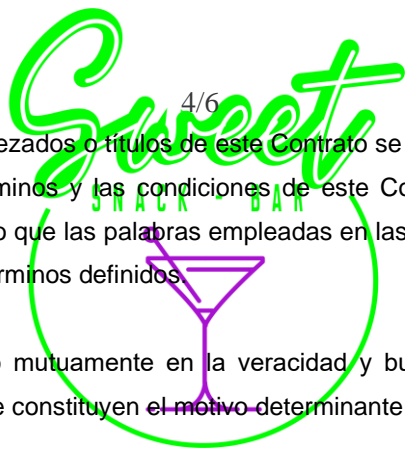 4/6
Sweet
ezados o títulos de este Contrato se
minos y las condiciones de este Co
SNACK - BAR
o que las palabras empleadas en las
rminos definidos.
o mutuamente en la veracidad y bu
e constituyen el motivo determinante